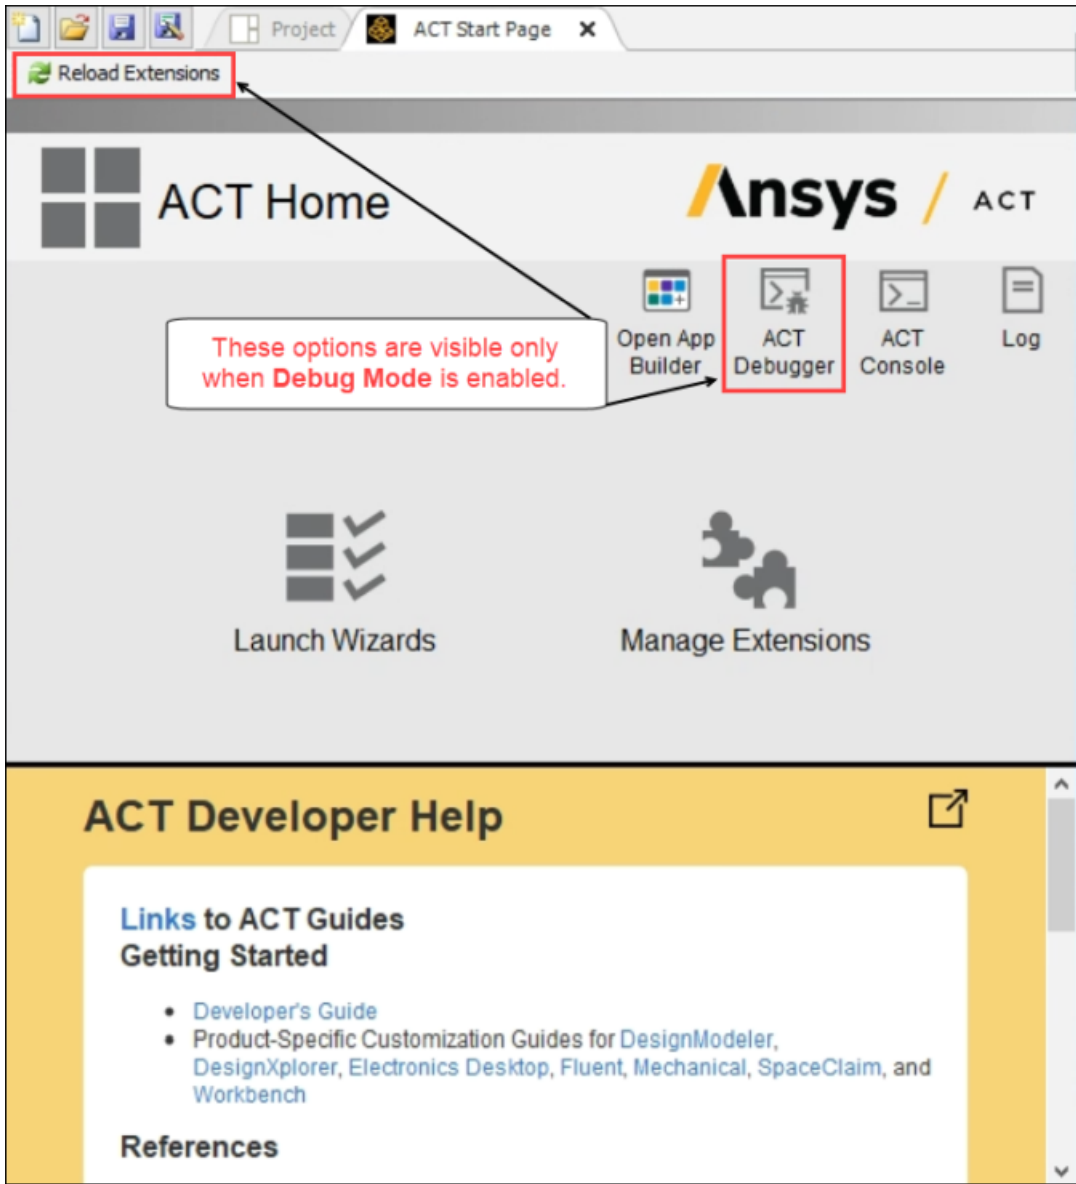 Project
ACT Start Page
Reload Extensions
ACT Home
Ansys / ACT
These options are visible only
when Debug Mode is enabled.
Open App
Builder
ACT
Debugger
ACT
Console
Log
Launch Wizards
Manage Extensions
ACT Developer Help
Links to ACT Guides
Getting Started
• Developer's Guide
• Product-Specific Customization Guides for DesignModeler,
DesignXplorer, Electronics Desktop, Fluent, Mechanical, SpaceClaim, and
Workbench
References